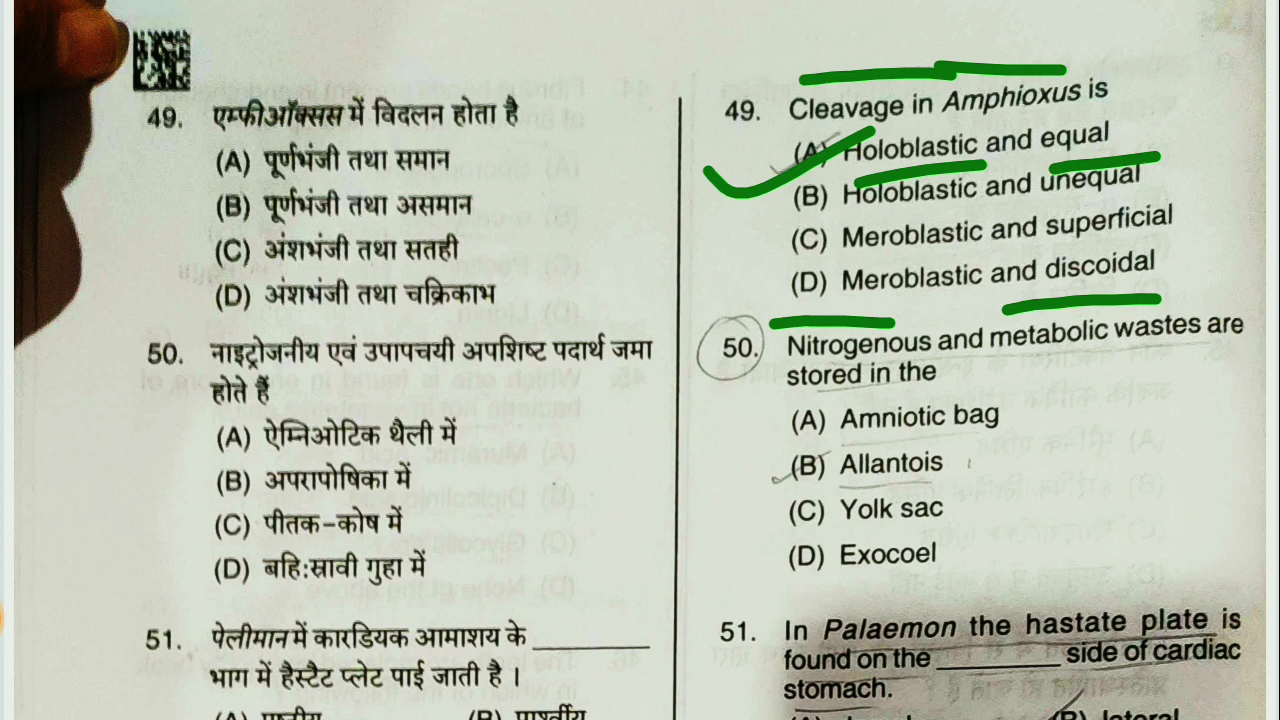 49. एम्फीऑक्सस में विदलन होता है
(A) पूर्णभंजी तथा समान
(B) पूर्णभंजी तथा असमान
(C) अंशभंजी तथा सतही
(D) अंशभंजी तथा चक्रिकाभ
50. नाइट्रोजनीय एवं उपापचयी अपशिष्ट पदार्थ जमा
होते हैं
(A) ऐम्निओटिक थैली में
(B) अपरापोषिका में
(C) पीतक-कोष में
(D) बहि:स्रावी गुहा में
51. पेलीमान में कारडियक आमाशय के ________
भाग में हैस्टैट प्लेट पाई जाती है ।
49. Cleavage in Amphioxus is
(A) Holoblastic and equal
(B) Holoblastic and unequal
(C) Meroblastic and superficial
(D) Meroblastic and discoidal
50. Nitrogenous and metabolic wastes are
stored in the
(A) Amniotic bag
(B) Allantois
(C) Yolk sac
(D) Exocoel
51. In Palaemon the hastate plate is
found on the ________ side of cardiac
stomach.
(B) lateral